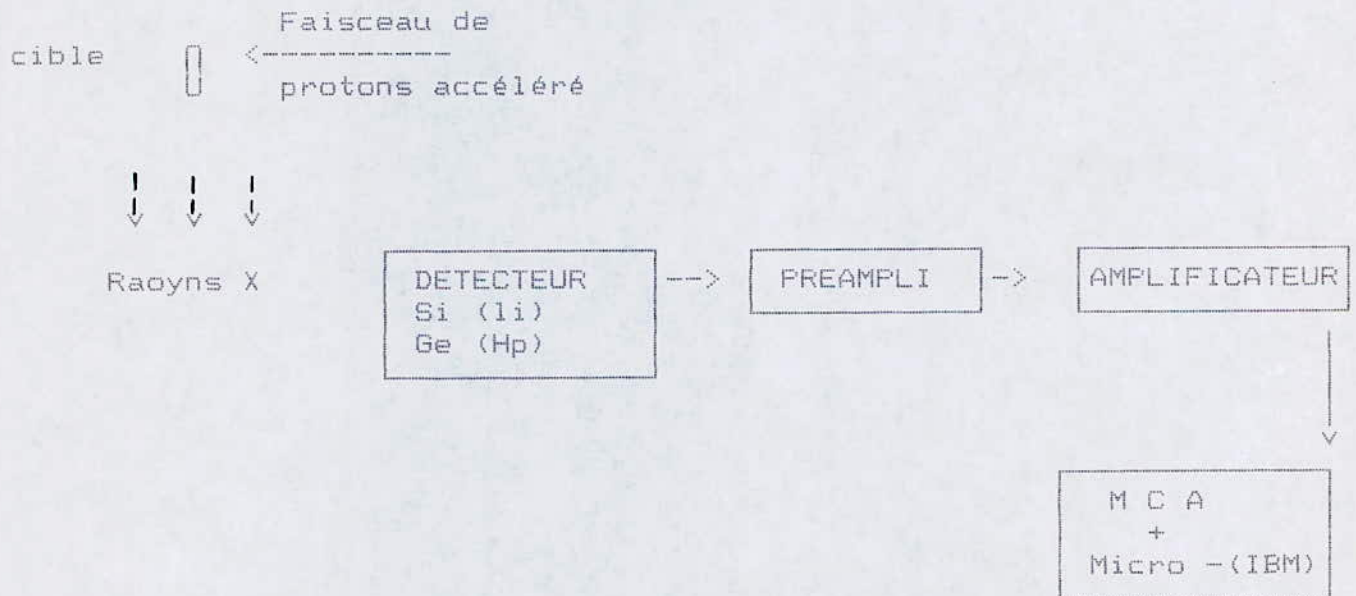 Faisceau de
cible
protons accéléré
Raoyns X
DETECTEUR
Si (li)
Ge (Hp)
PREAMPLI
AMPLIFICATEUR
M C A
+
Micro -(IBM)